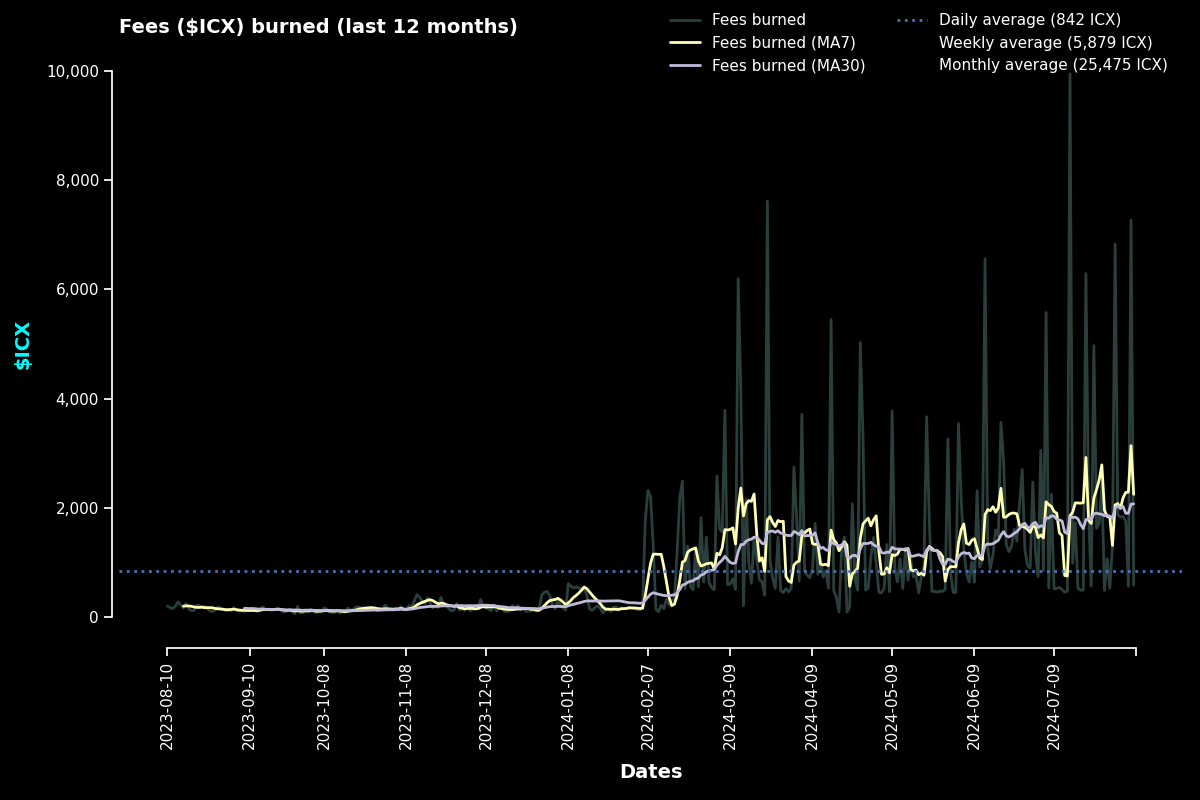 Fees ($ICX) burned (last 12 months)
Fees burned
Fees burned (MA7)
Fees burned (MA30)
Daily average (842 ICX)
Weekly average (5,879 ICX)
Monthly average (25,475 ICX)
10,000
8,000
6,000
4,000
2,000
0
$ICX
2023-08-10
2023-09-10
2023-10-08
2023-11-08
2023-12-08
2024-01-08
2024-02-07
2024-03-09
2024-04-09
2024-05-09
2024-06-09
2024-07-09
Dates